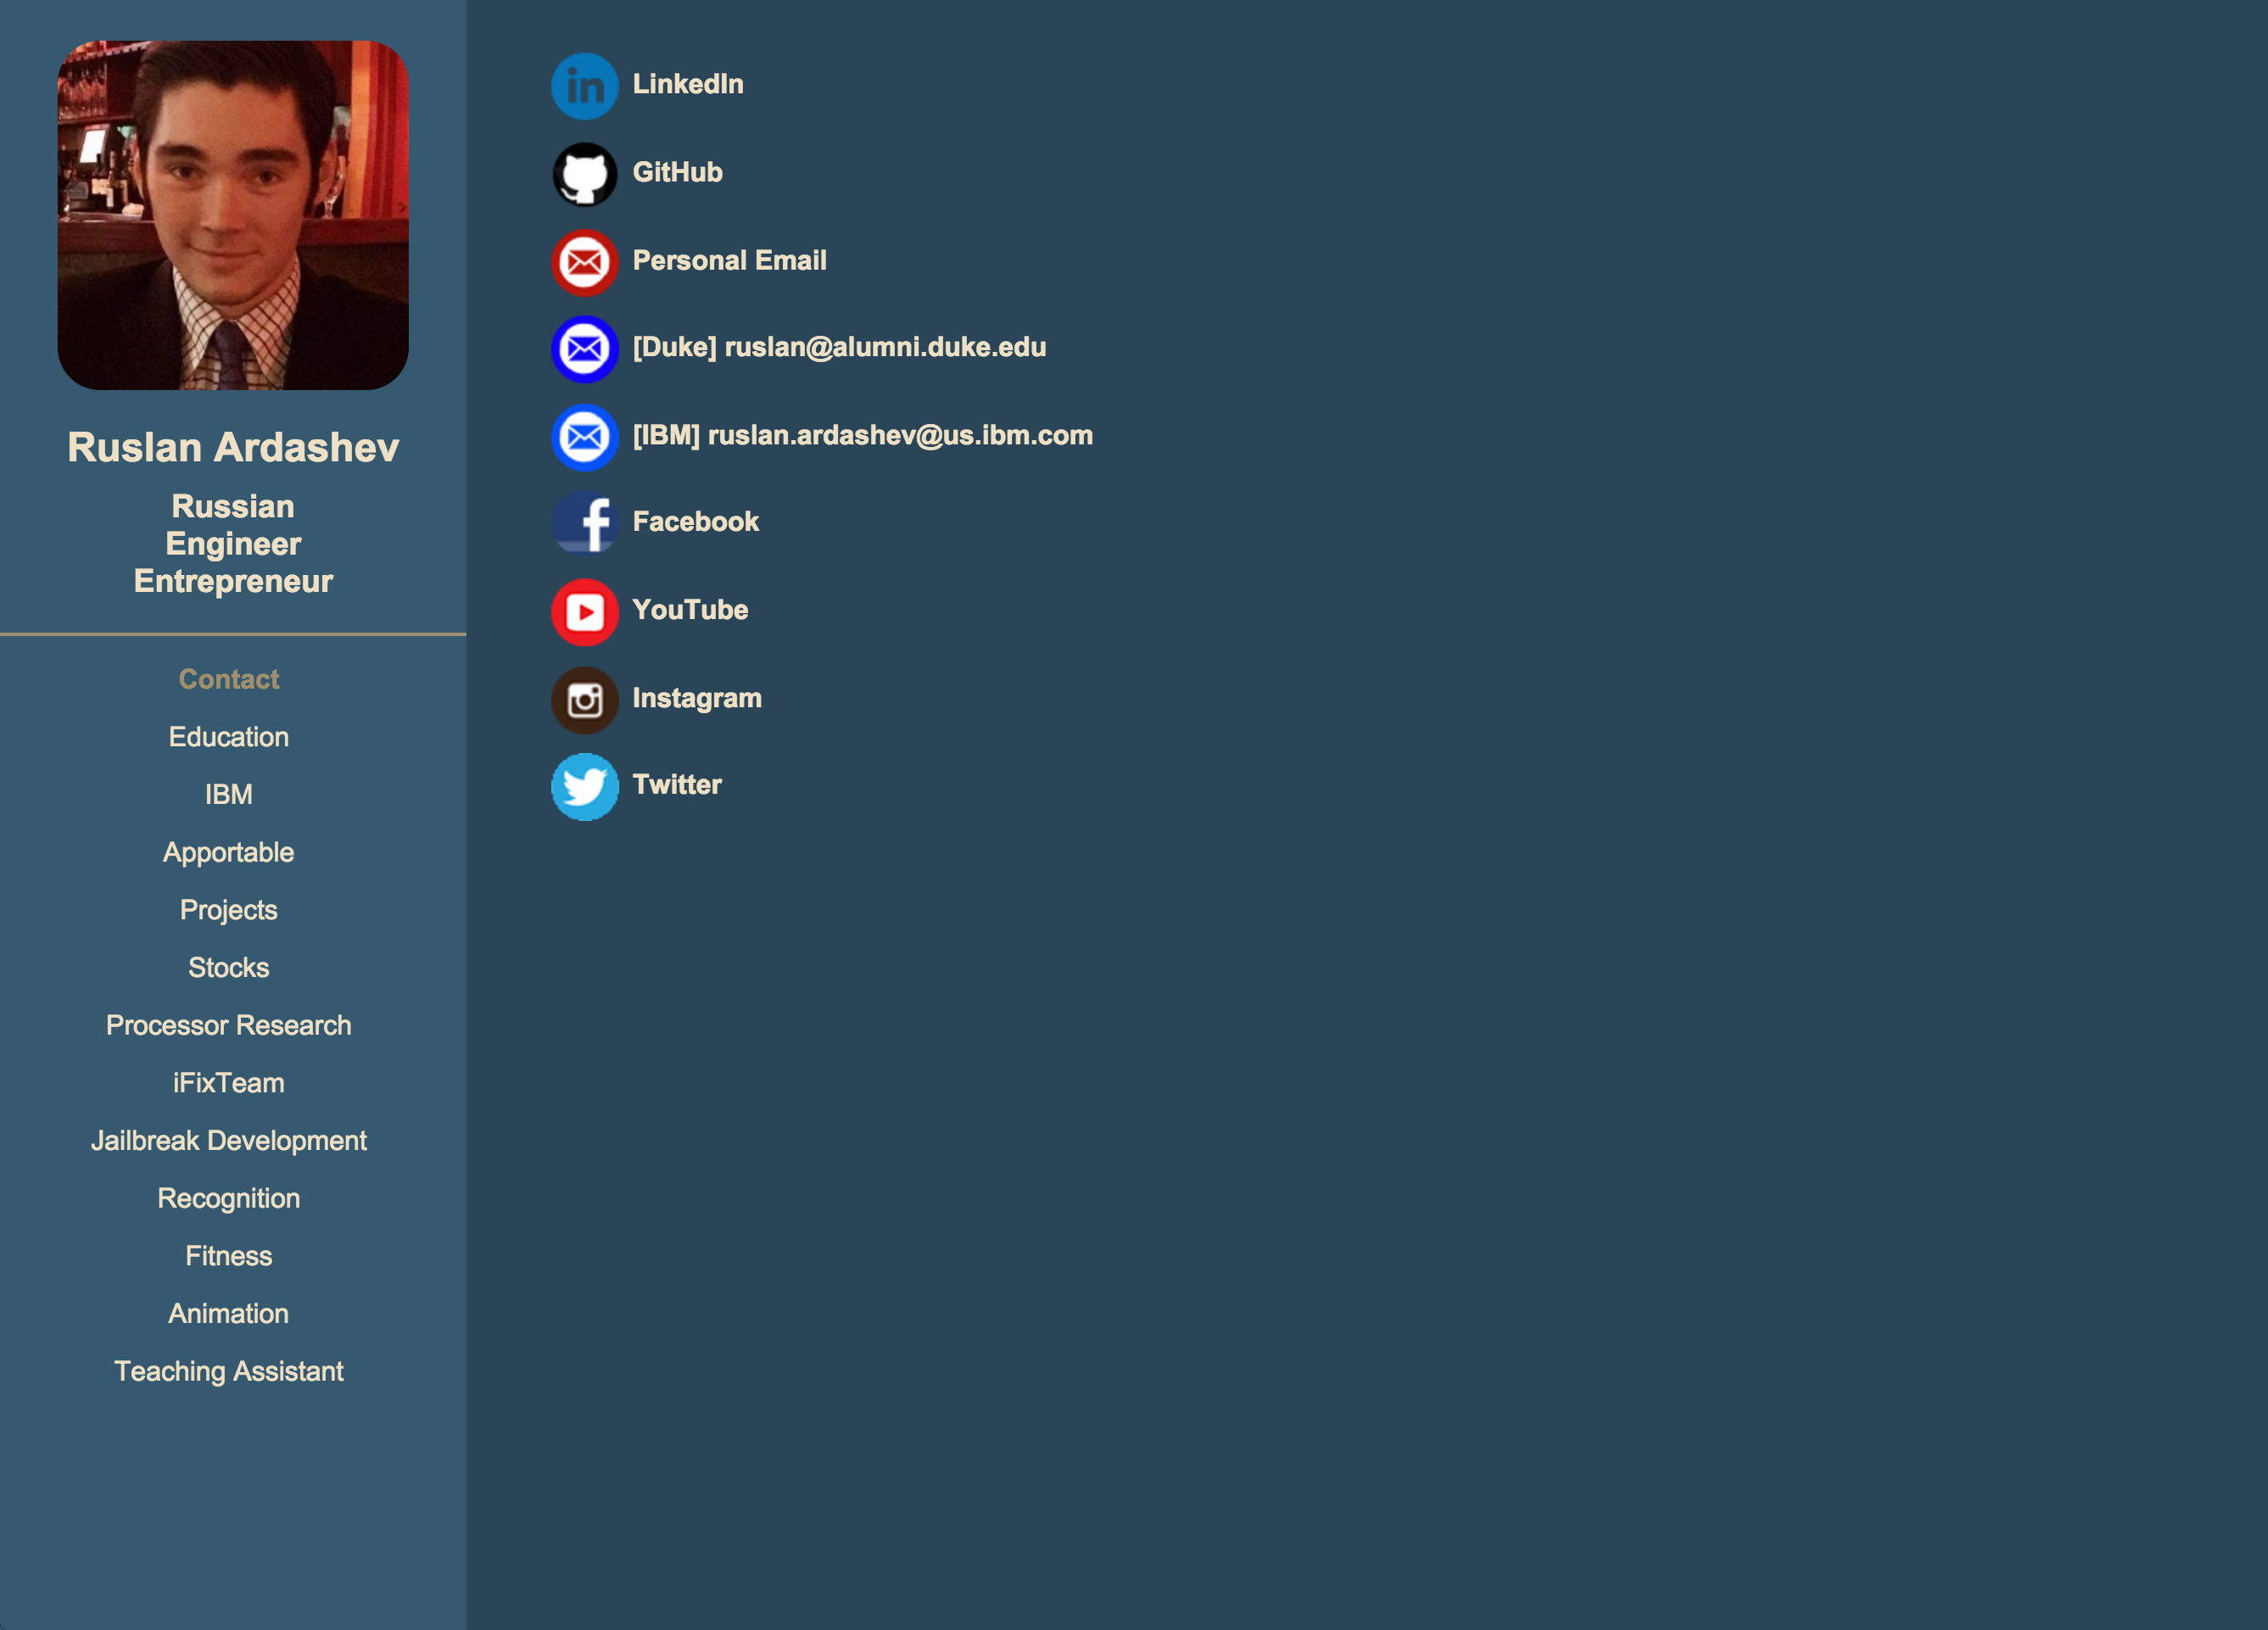 Ruslan Ardashev
Russian
Engineer
Entrepreneur
Contact
Education
IBM
Apportable
Projects
Stocks
Processor Research
iFixTeam
Jailbreak Development
Recognition
Fitness
Animation
Teaching Assistant
in LinkedIn
GitHub
Personal Email
[Duke] ruslan@alumni.duke.edu
[IBM] ruslan.ardashev@us.ibm.com
f Facebook
YouTube
Instagram
Twitter